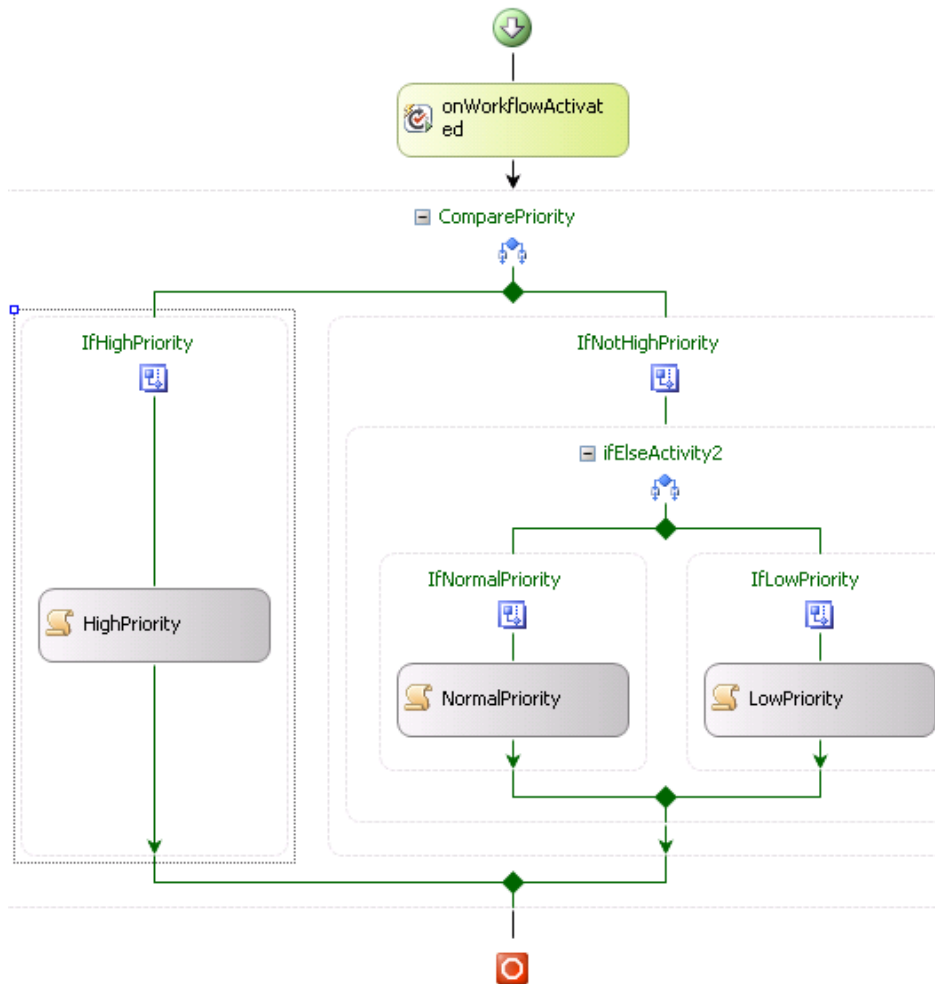 onWorkflowActivat
ed
ComparePriority
IfHighPriority
IfNotHighPriority
ifElseActivity2
IfNormalPriority
IfLowPriority
HighPriority
NormalPriority
LowPriority